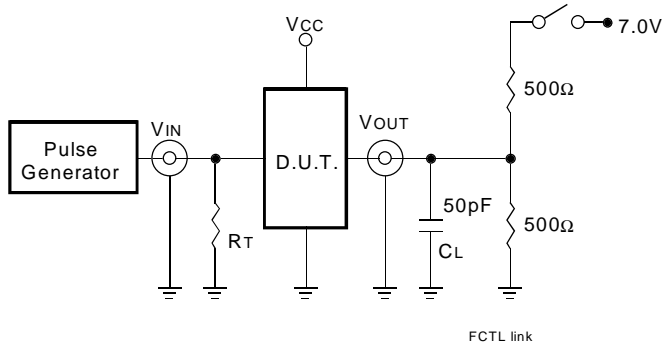 VCC
7.0V
500Ω
Pulse
Generator
VIN
D.U.T.
VOUT
50pF
CL
RT
500Ω
FCTL link